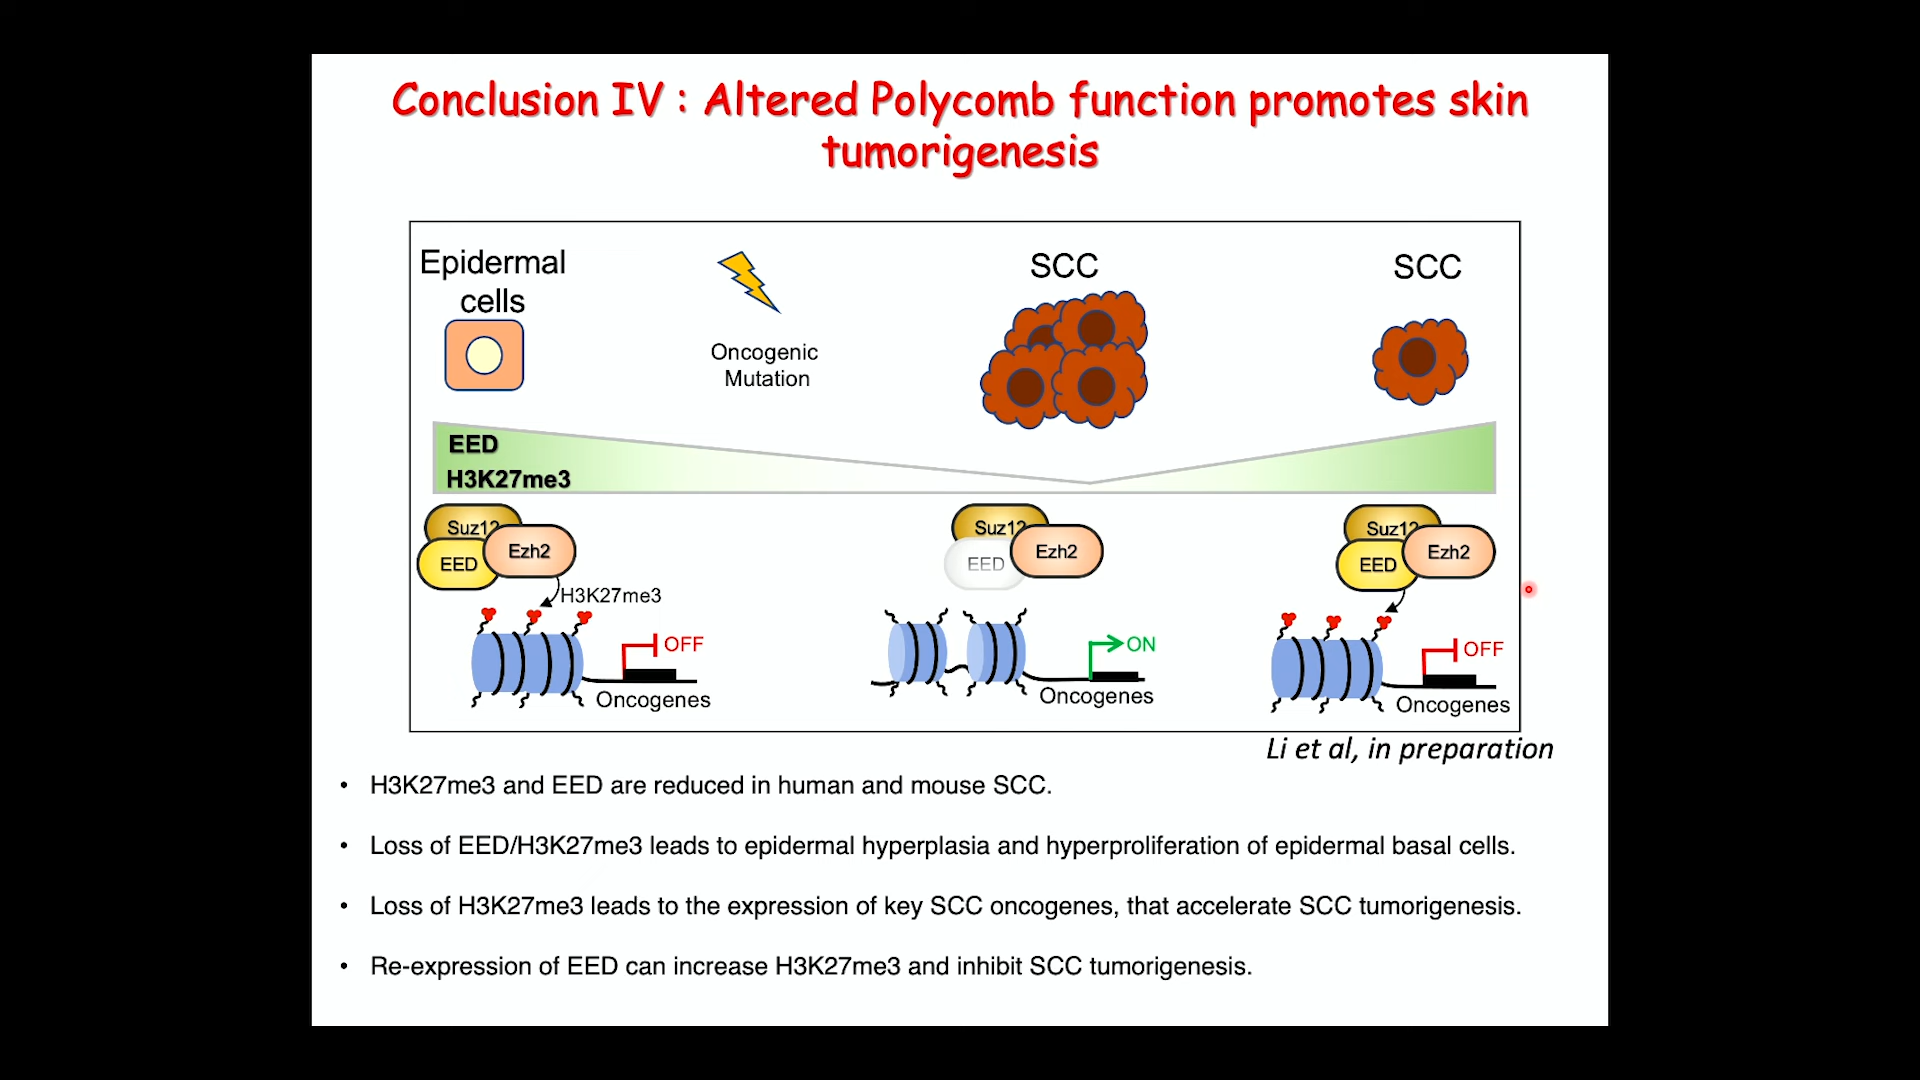 Conclusion IV : Altered Polycomb function promotes skin
tumorigenesis
Epidermal
cells
Oncogenic
Mutation
SCC
SCC
EED
H3K27me3
Suz12
EED
Ezh2
H3K27me3
OFF
Oncogenes
Suz12
EED
Ezh2
ON
Oncogenes
Suz12
EED
Ezh2
OFF
Oncogenes
Li et al, in preparation
• H3K27me3 and EED are reduced in human and mouse SCC.
• Loss of EED/H3K27me3 leads to epidermal hyperplasia and hyperproliferation of epidermal basal cells.
• Loss of H3K27me3 leads to the expression of key SCC oncogenes, that accelerate SCC tumorigenesis.
• Re-expression of EED can increase H3K27me3 and inhibit SCC tumorigenesis.